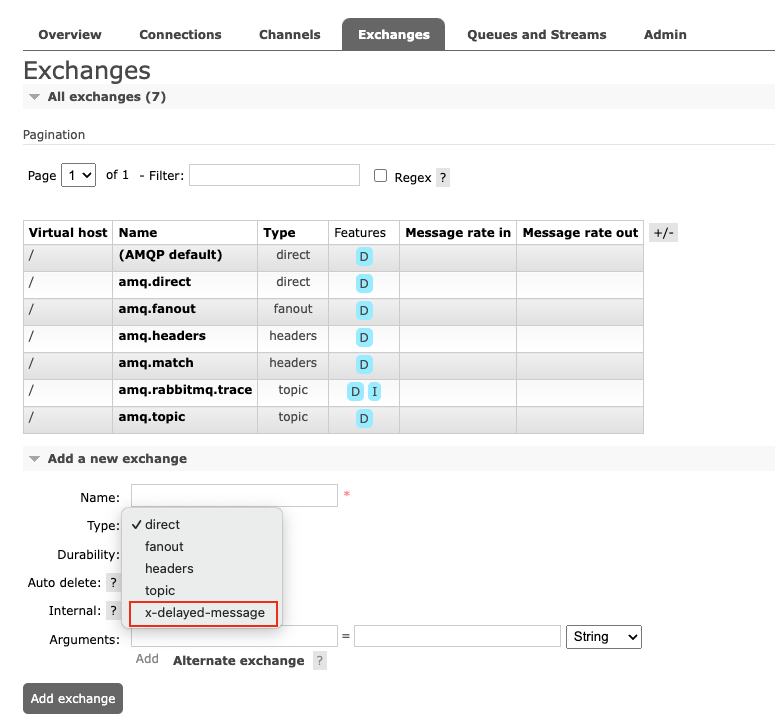 Overview Connections Channels Exchanges Queues and Streams Admin
Exchanges
All exchanges (7)
Pagination
Page 1 of 1 - Filter: Regex ?
Virtual host Name Type Features Message rate in Message rate out +/-
/ (AMQP default) direct D
/ amq.direct direct D
/ amq.fanout fanout D
/ amq.headers headers D
/ amq.match headers D
/ amq.rabbitmq.trace topic D I
/ amq.topic topic D
Add a new exchange
Name: *
Type: ✓ direct
fanout
Durability:
headers
Auto delete: ?
topic
Internal: ?
x-delayed-message
Arguments: = String
Add Alternate exchange ?
Add exchange